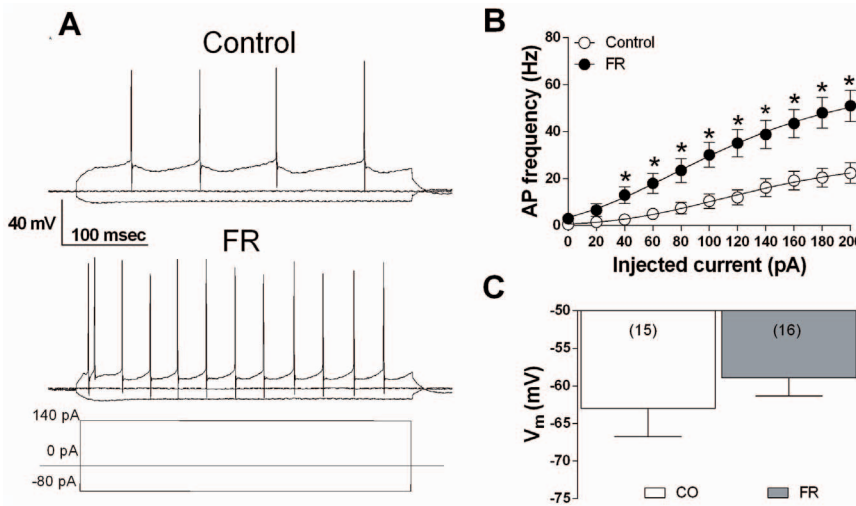 A
Control
40 mV
100 msec
FR
140 pA
0 pA
-80 pA
B
Control
FR
AP frequency (Hz)
80
60
40
20
0
* * * * * * * * *
0 20 40 60 80 100 120 140 160 180 200
Injected current (pA)
C
Vm (mV)
-50
-55
-60
-65
-70
-75
(15)
(16)
CO
FR